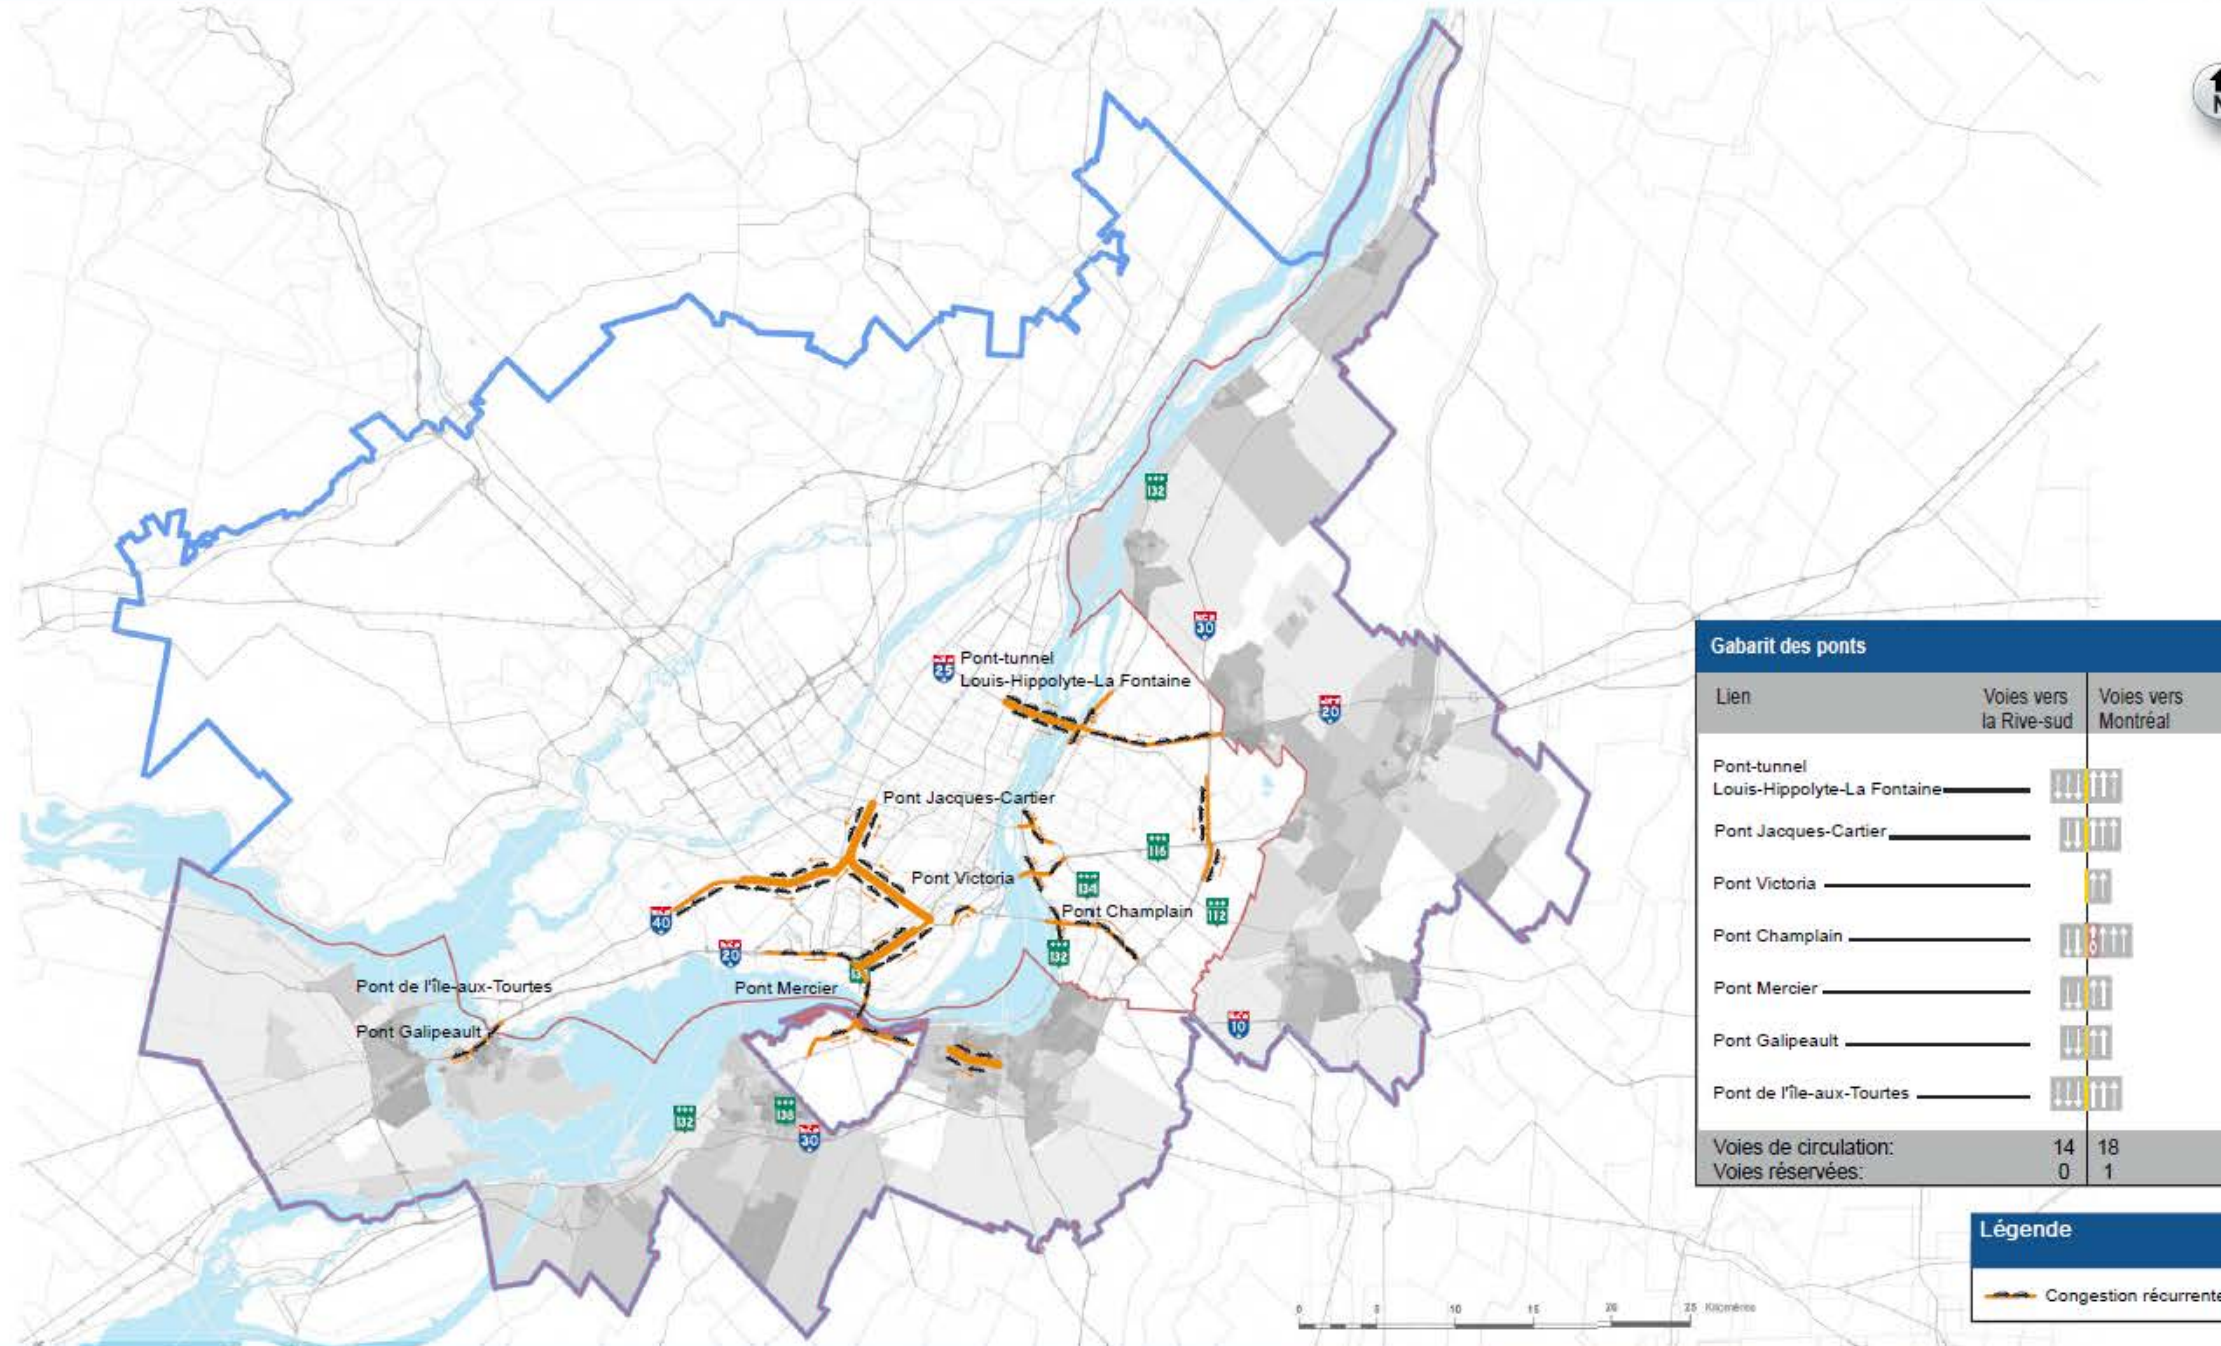 N
132
30
25
Pont-tunnel
Louis-Hippolyte-La Fontaine
20
Pont Jacques-Cartier
116
Pont Victoria
134
Pont Champlain
112
40
20
132
Pont de l'Île-aux-Tourtes
Pont Mercier
Pont Galipeault
10
132
138
30
Gabarit des ponts
Lien
Voies vers
la Rive-sud
Voies vers
Montréal
Pont-tunnel
Louis-Hippolyte-La Fontaine
Pont Jacques-Cartier
Pont Victoria
Pont Champlain
Pont Mercier
Pont Galipeault
Pont de l'Île-aux-Tourtes
Voies de circulation: 14 18
Voies réservées: 0 1
Légende
Congestion récurrente
0 5 10 15 20 25 Kilomètres